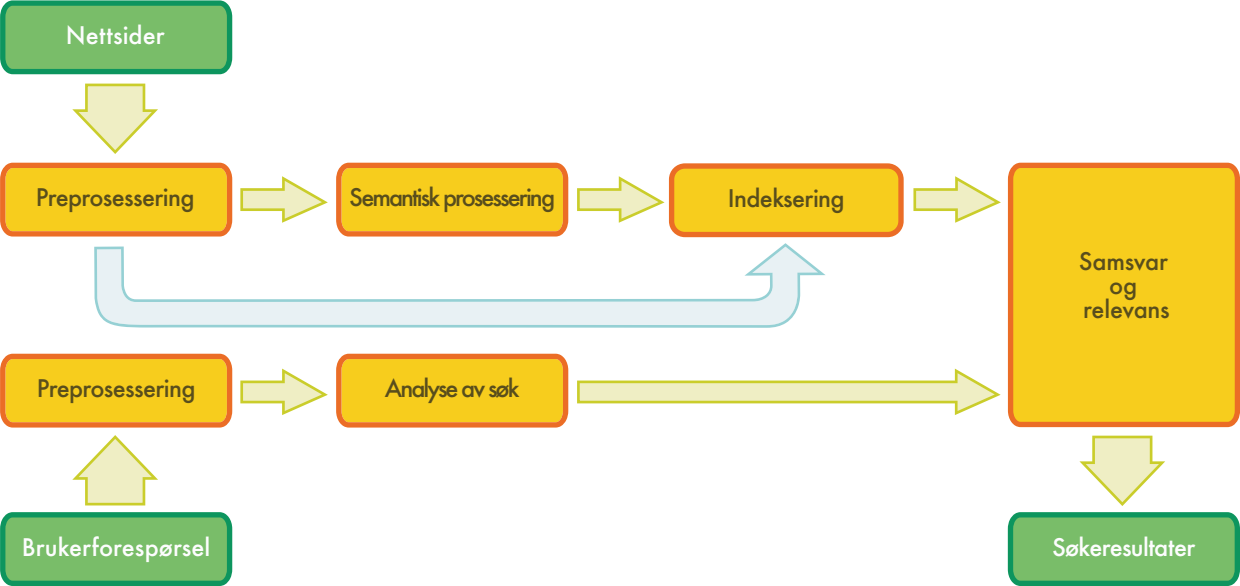 Nettsider
Preprosessering
Semantisk prosessering
Indeksering
Samsvar
og
relevans
Preprosessering
Analyse av søk
Brukerforespørsel
Søkeresultater